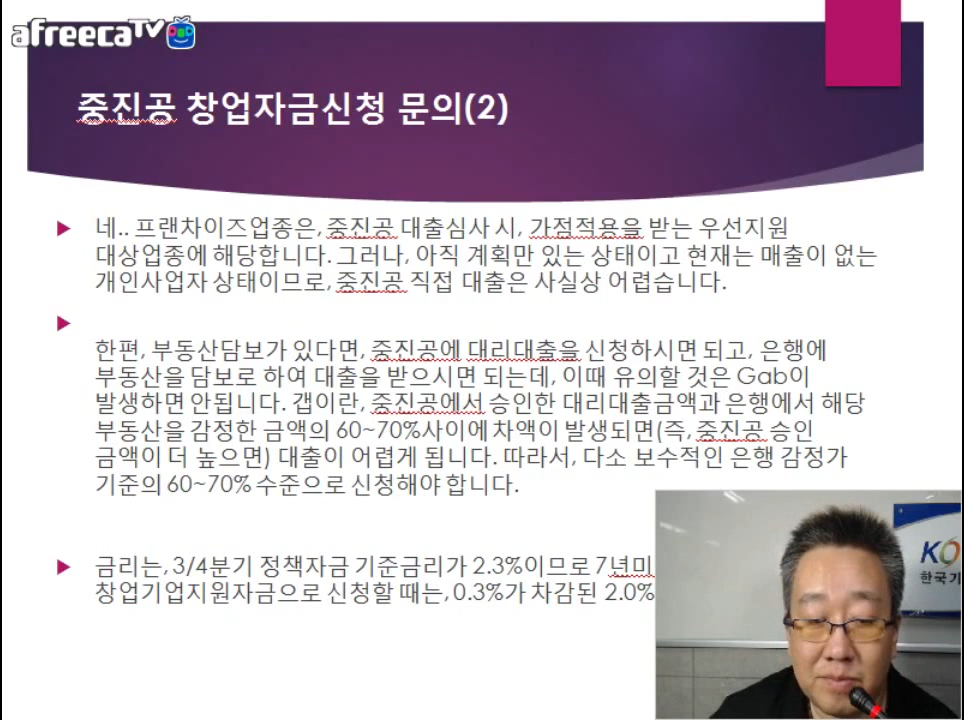 afreecaTV
중진공 창업자금신청 문의(2)
네.. 프랜차이즈업종은, 중진공 대출심사 시, 가점적용을 받는 우선지원
대상업종에 해당합니다. 그러나, 아직 계획만 있는 상태이고 현재는 매출이 없는
개인사업자 상태이므로, 중진공 직접 대출은 사실상 어렵습니다.
한편, 부동산담보가 있다면, 중진공에 대리대출을 신청하시면 되고, 은행에
부동산을 담보로 하여 대출을 받으시면 되는데, 이때 유의할 것은 Gab이
발생하면 안됩니다. 갭이란, 중진공에서 승인한 대리대출금액과 은행에서 해당
부동산을 감정한 금액의 60~70%사이에 차액이 발생되면(즉, 중진공 승인
금액이 더 높으면) 대출이 어렵게 됩니다. 따라서, 다소 보수적인 은행 감정가
기준의 60~70% 수준으로 신청해야 합니다.
금리는, 3/4분기 정책자금 기준금리가 2.3%이므로 7년미
창업기업지원자금으로 신청할 때는, 0.3%가 차감된 2.0%
한국기